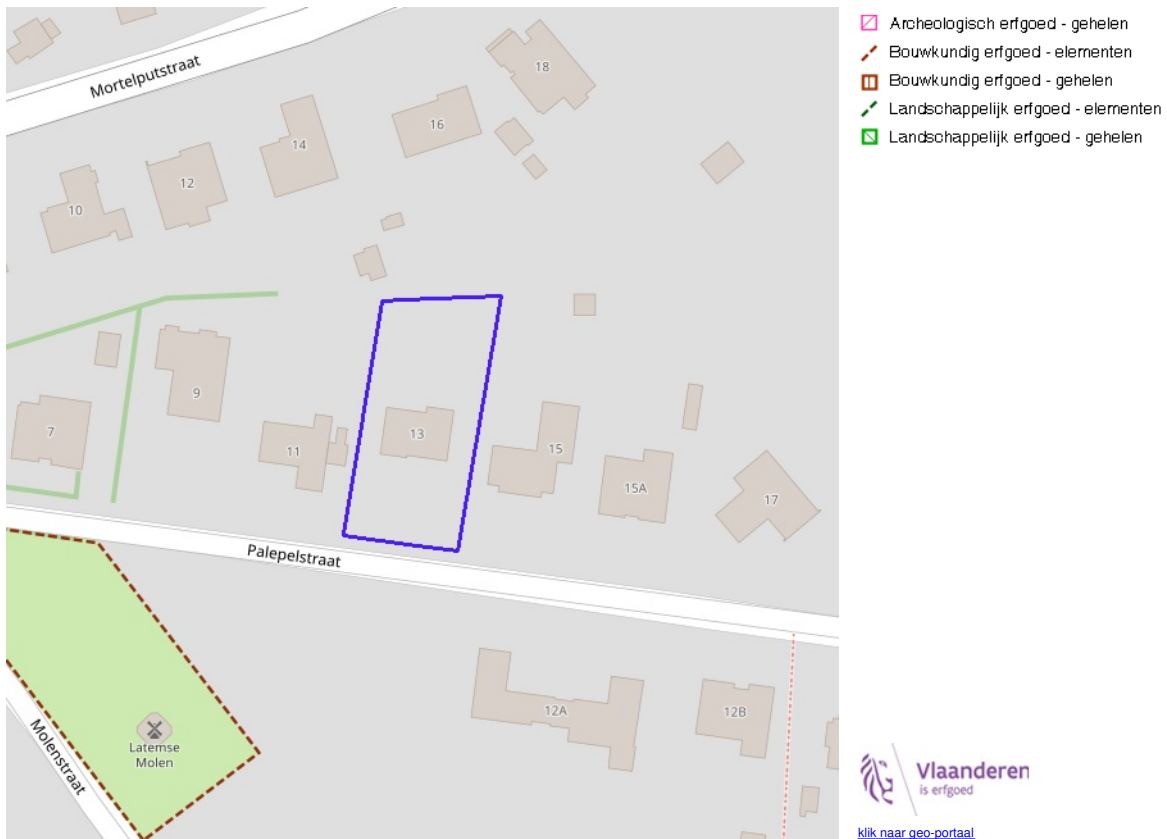 Mortelputstraat
18
16
14
12
10
9
7
11
13
15
15A
17
Palepelstraat
12A
12B
Latemse
Molen
Molenstraat
Archeologisch erfgoed - gehelen
Bouwkundig erfgoed - elementen
Bouwkundig erfgoed - gehelen
Landschappelijk erfgoed - elementen
Landschappelijk erfgoed - gehelen
Vlaanderen
is erfgoed
klik naar geo-portaal